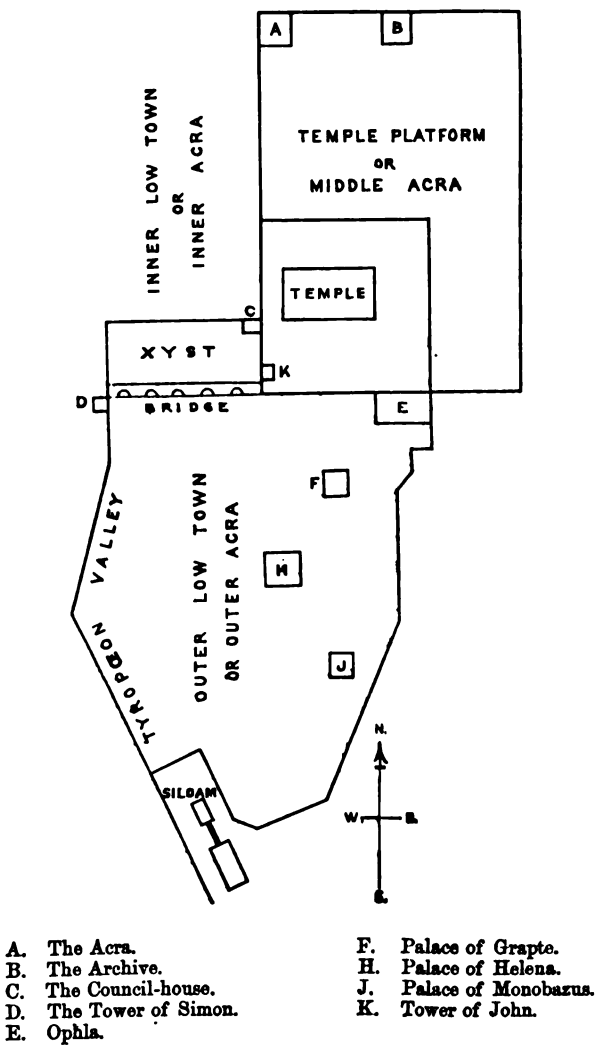 A
B
TEMPLE PLATFORM
OR
MIDDLE ACRA
INNER LOW TOWN
OR
INNER ACRA
TEMPLE
C
XYST
K
D
BRIDGE
E
F
TYROPŒON VALLEY
OUTER LOW TOWN
OR OUTER ACRA
H
J
N.
SILOAM
W
E.
S.
A. The Acra.
B. The Archive.
C. The Council-house.
D. The Tower of Simon.
E. Ophla.
F. Palace of Grapte.
H. Palace of Helena.
J. Palace of Monobazus.
K. Tower of John.